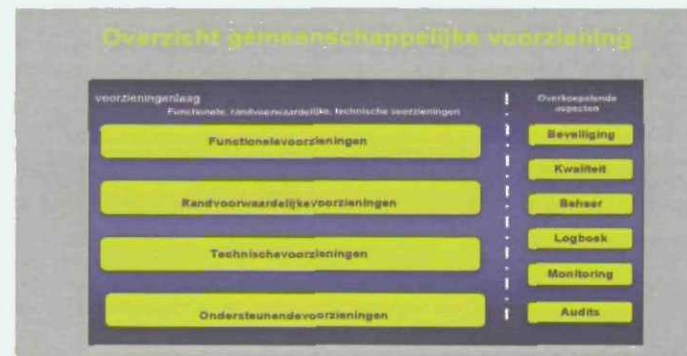 Overzicht gemeenschappelijke voorziening
voorzieningenlaag
Functionele, randvoorwaardelijke, technische voorzieningen
Functionelevoorzieningen
Randvoorwaardelijkevoorzieningen
Technischevoorzieningen
Ondersteunendevoorzieningen
Overkoepelende
aspecten
Beveiliging
Kwaliteit
Beheer
Logboek
Monitoring
Audits